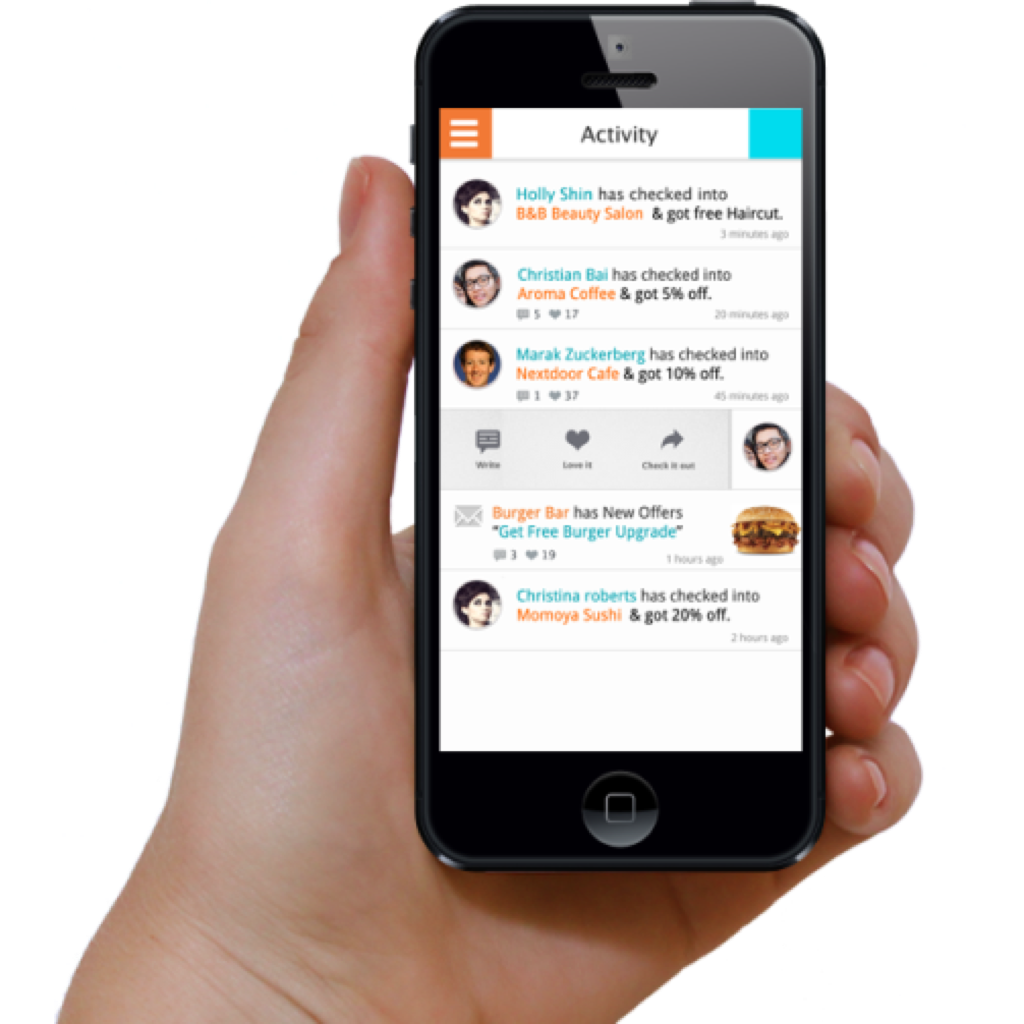 Activity
Holly Shin has checked into
B&B Beauty Salon & got free Haircut.
3 minutes ago
Christian Bai has checked into
Aroma Coffee & got 5% off.
5 17
20 minutes ago
Marak Zuckerberg has checked into
Nextdoor Cafe & got 10% off.
1 37
45 minutes ago
Write
Love it
Check it out
Burger Bar has New Offers
“Get Free Burger Upgrade”
3 19
1 hours ago
Christina roberts has checked into
Momoya Sushi & got 20% off.
2 hours ago